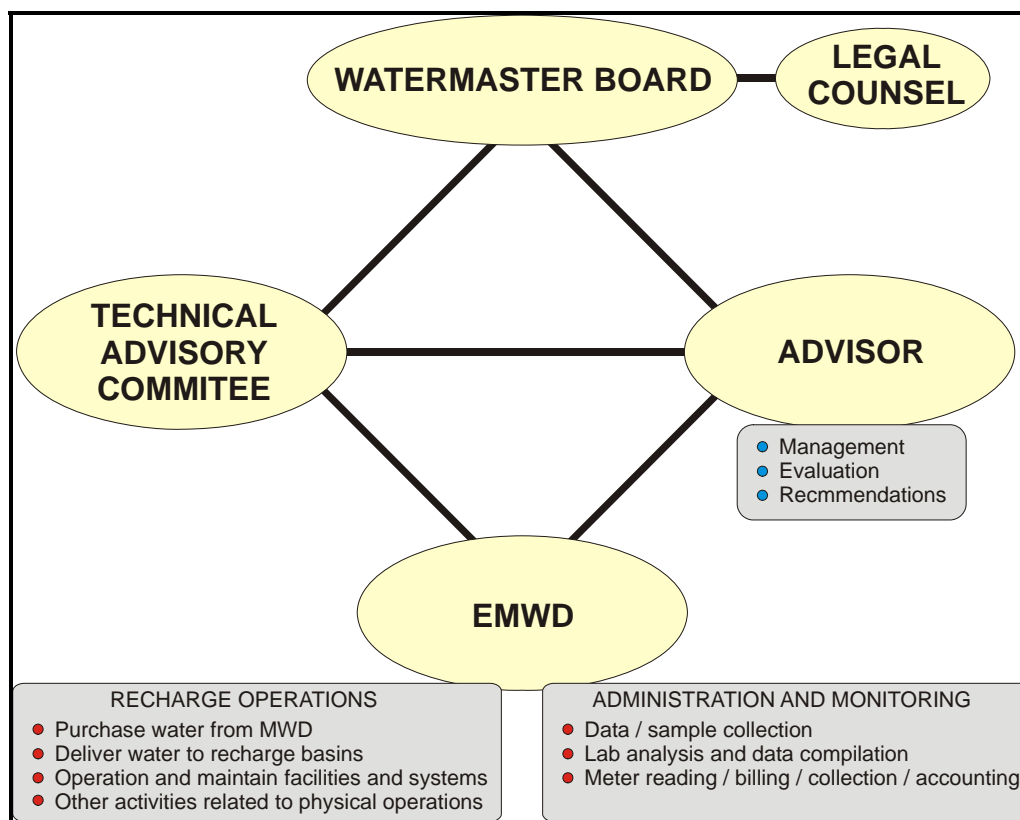 WATERMASTER BOARD
LEGAL
COUNSEL
TECHNICAL
ADVISORY
COMMITEE
ADVISOR
Management
Evaluation
Recmmendations
EMWD
RECHARGE OPERATIONS
Purchase water from MWD
Deliver water to recharge basins
Operation and maintain facilities and systems
Other activities related to physical operations
ADMINISTRATION AND MONITORING
Data / sample collection
Lab analysis and data compilation
Meter reading / billing / collection / accounting